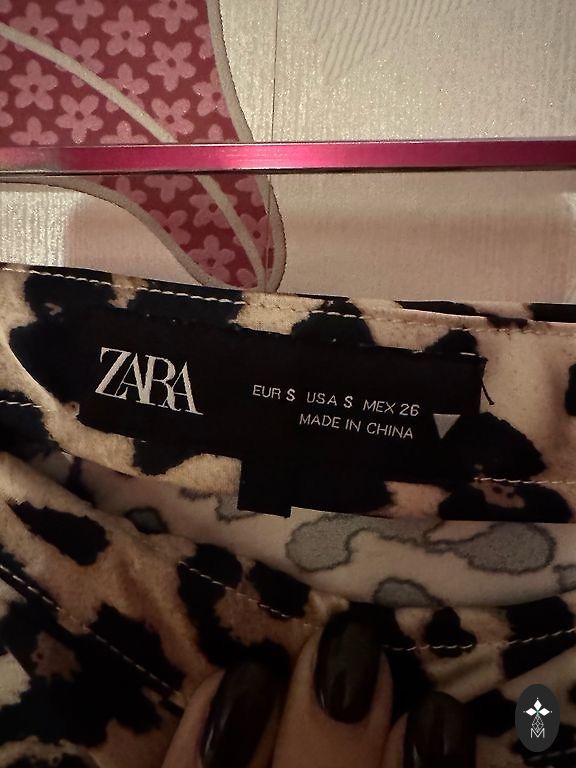 ZARA
EUR S USA S MEX 26
MADE IN CHINA
M